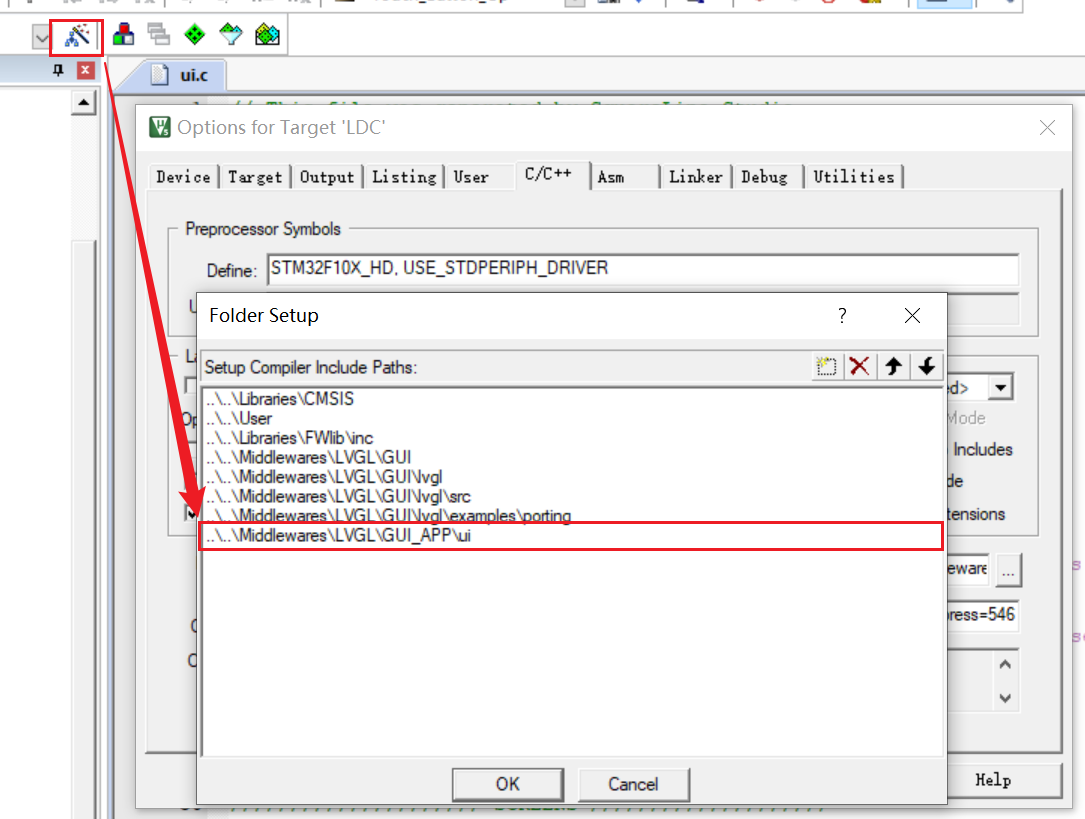 ui.c
Options for Target 'LDC'
Device Target Output Listing User C/C++ Asm Linker Debug Utilities
Preprocessor Symbols
Define: STM32F10X_HD, USE_STDPERIPH_DRIVER
Folder Setup
?
Setup Compiler Include Paths:
..\..\Libraries\CMSIS
..\..\User
..\..\Libraries\FWlib\inc
..\..\Middlewares\LVGL\GUI
..\..\Middlewares\LVGL\GUI\lvgl
..\..\Middlewares\LVGL\GUI\lvgl\src
..\..\Middlewares\LVGL\GUI\lvgl\examples\porting
..\..\Middlewares\LVGL\GUI_APP\ui
ed>
Mode
Includes
de
tensions
eware
...
press=546
OK
Cancel
Help